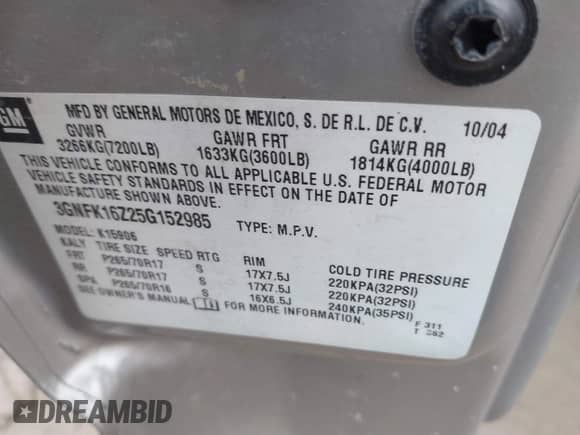 GM
MFD BY GENERAL MOTORS DE MEXICO, S. DE R.L. DE C.V. 10/04
GVWR GAWR FRT GAWR RR
3266KG(7200LB) 1633KG(3600LB) 1814KG(4000LB)
THIS VEHICLE CONFORMS TO ALL APPLICABLE U.S. FEDERAL MOTOR
VEHICLE SAFETY STANDARDS IN EFFECT ON THE DATE OF
3GNFK16Z25G152985 TYPE: M.P.V.
MODEL: K15906
KALY TIRE SIZE SPEED RTG RIM COLD TIRE PRESSURE
FRT P265/70R17 S 17X7.5J 220KPA(32PSI)
RR P265/70R17 S 17X7.5J 220KPA(32PSI)
SPA P265/70R16 S 16X6.5J 240KPA(35PSI)
SEE OWNER'S MANUAL FOR MORE INFORMATION. F 311
T 362
DREAMBID